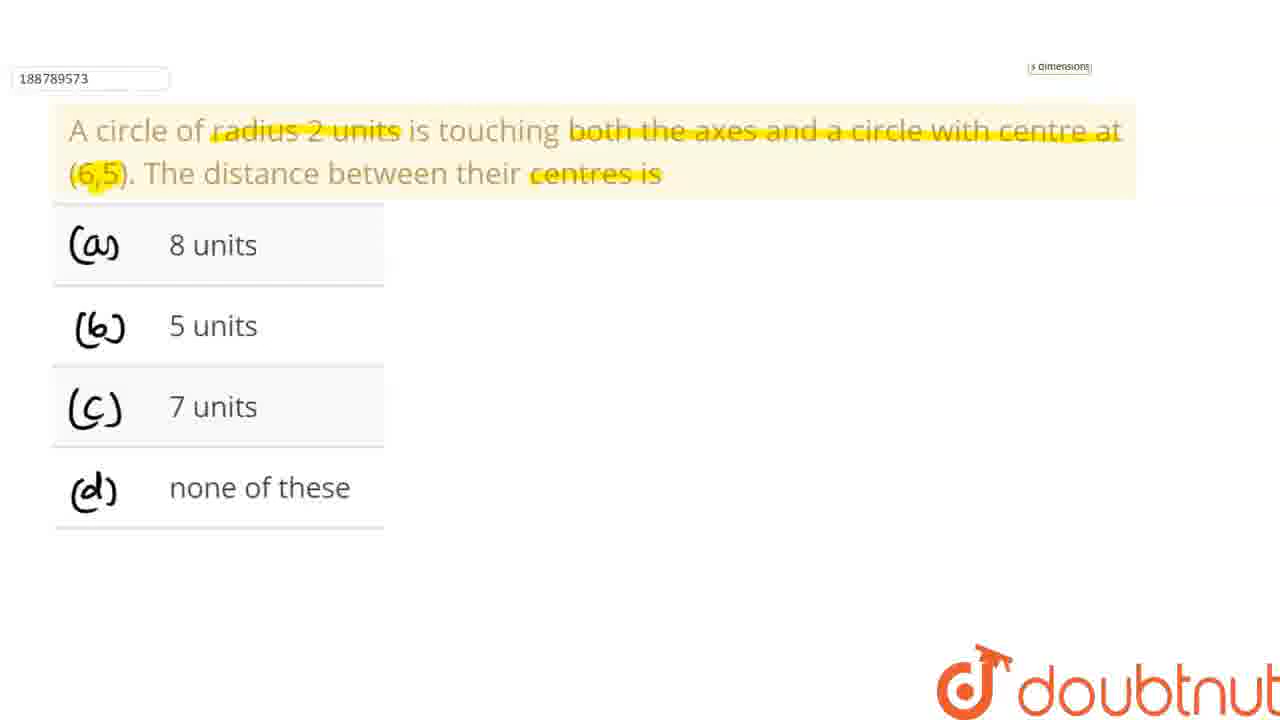 188789573
s dimensions
A circle of radius 2 units is touching both the axes and a circle with centre at
(6,5). The distance between their centres is
(a) 8 units
(b) 5 units
(c) 7 units
(d) none of these
doubtnut